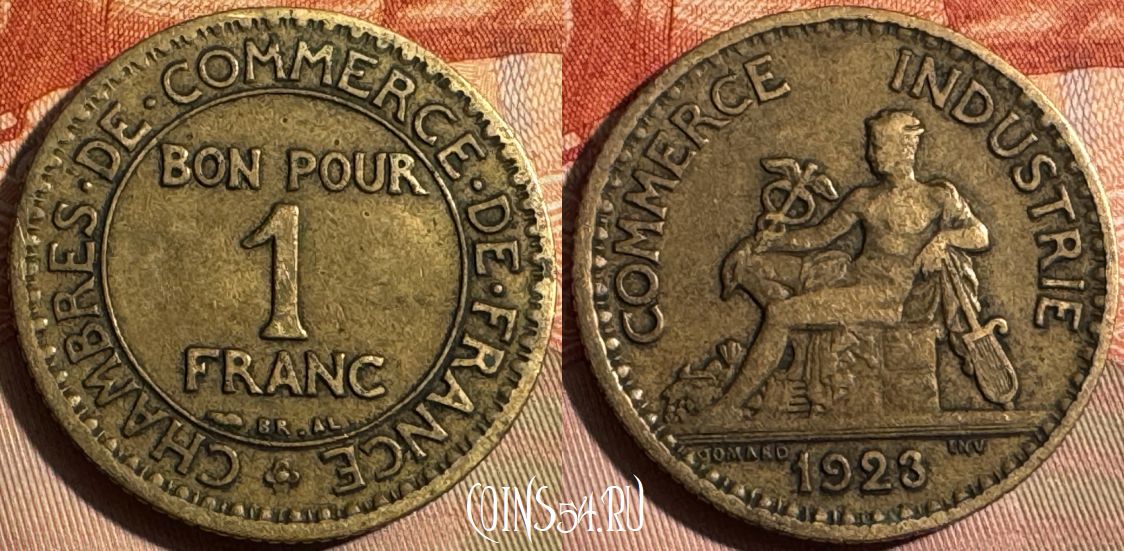 CHAMBRES·DE·COMMERCE·DE·FRANCE
BON POUR
1
FRANC
BR.AL
COMMERCE INDUSTRIE
DOMARD INV
1923
COINS54.RU